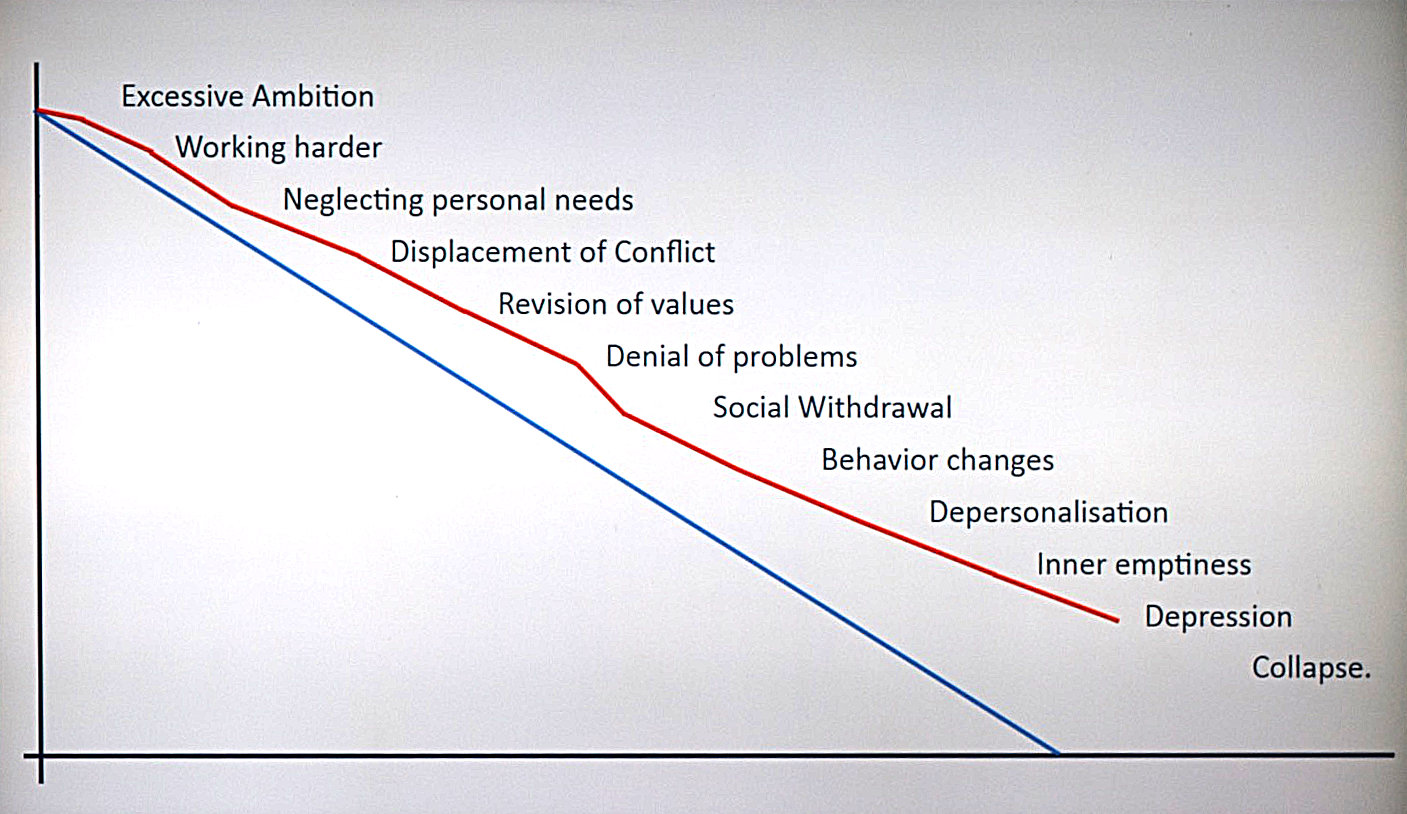 Excessive Ambition
Working harder
Neglecting personal needs
Displacement of Conflict
Revision of values
Denial of problems
Social Withdrawal
Behavior changes
Depersonalisation
Inner emptiness
Depression
Collapse.